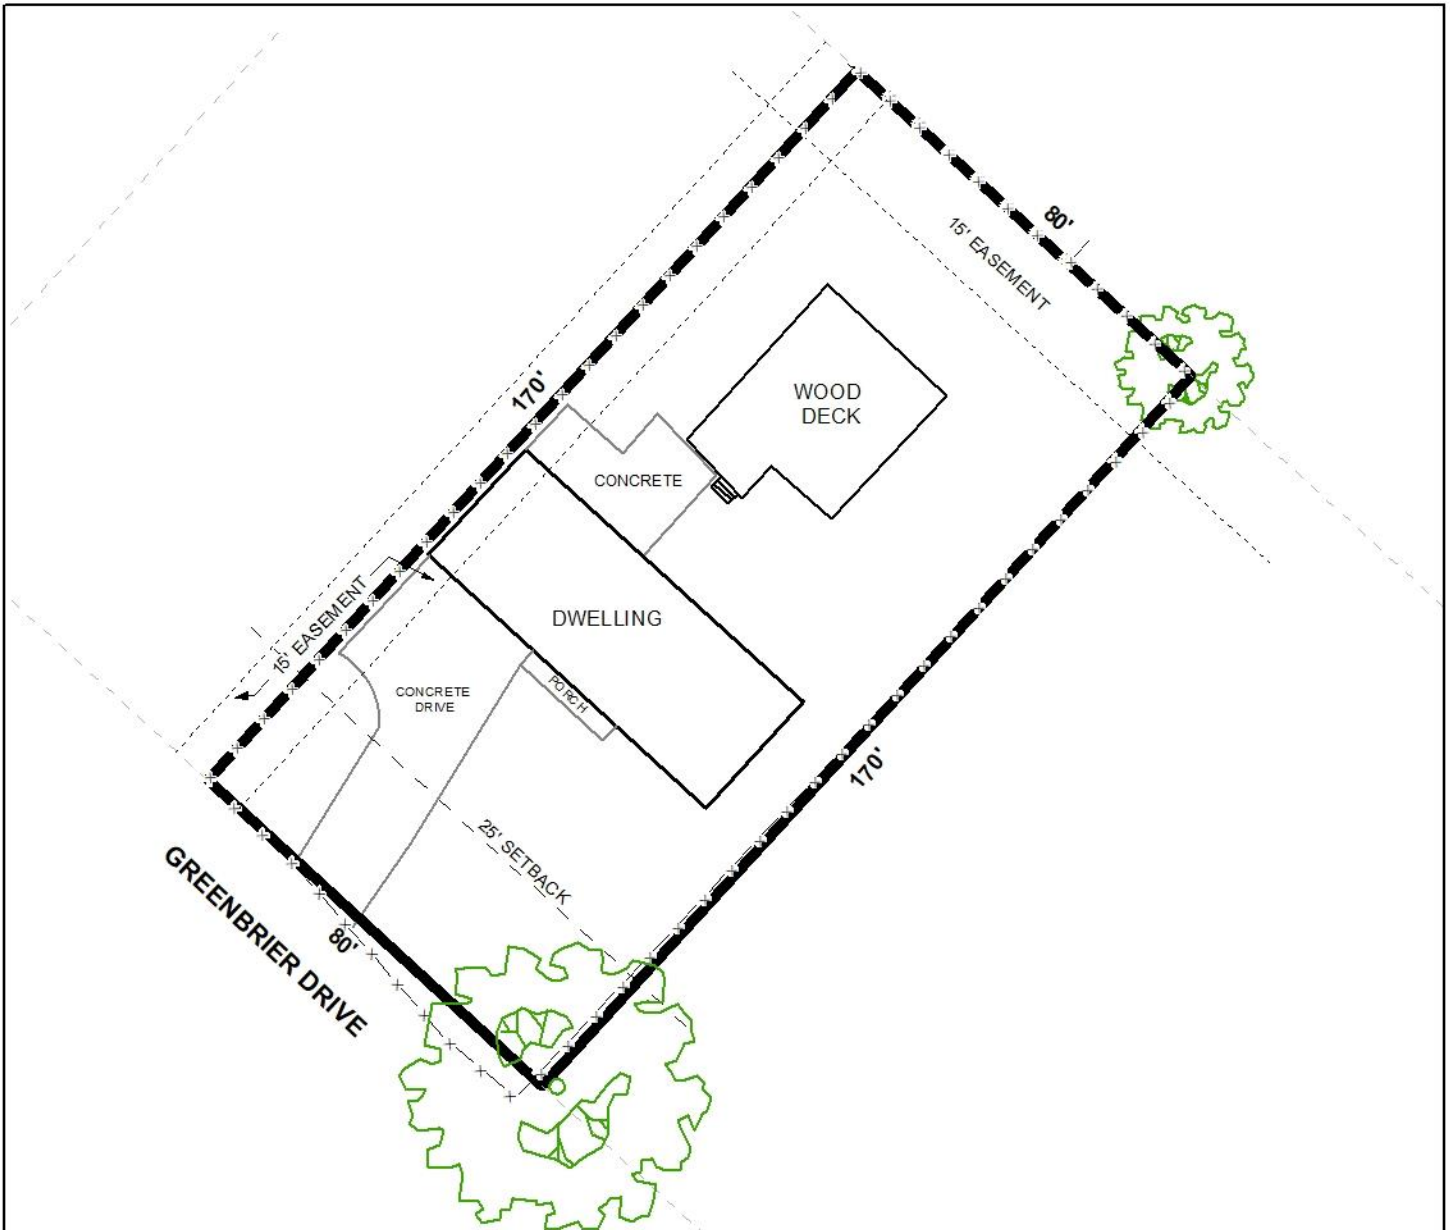 80'
15' EASEMENT
170'
WOOD
DECK
CONCRETE
15' EASEMENT
DWELLING
CONCRETE
DRIVE
PORCH
170'
25' SETBACK
GREENBRIER DRIVE
80'